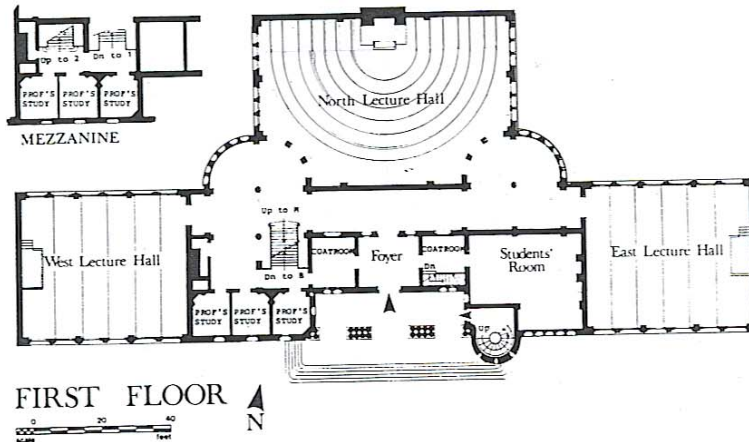 Up to 2
Dn to 1
PROF'S STUDY
PROF'S STUDY
PROF'S STUDY
MEZZANINE
North Lecture Hall
West Lecture Hall
Up to M
Dn to B
COATROOM
Foyer
COATROOM
Dn
Students' Room
East Lecture Hall
PROF'S STUDY
PROF'S STUDY
PROF'S STUDY
Up
FIRST FLOOR
N
0 20 40
scale
feet